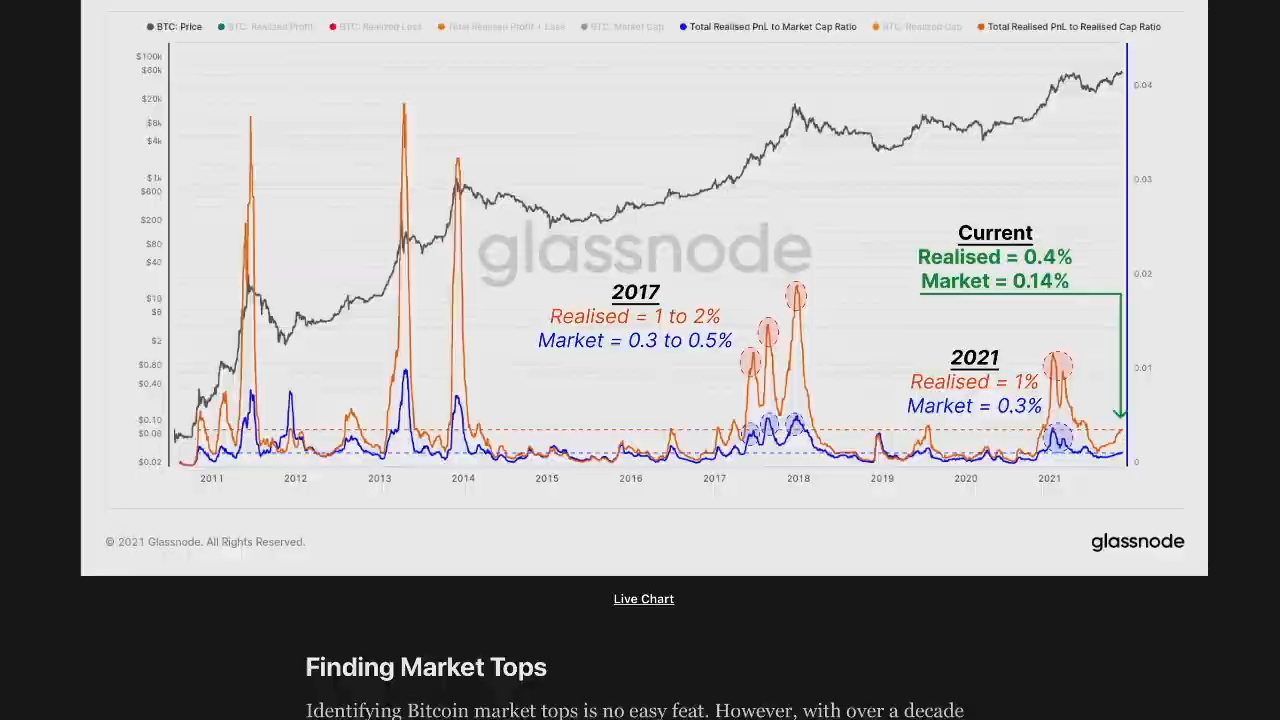 BTC: Price BTC: Realized Profit BTC: Realized Loss Total Realised Profit + Loss BTC: Market Cap Total Realised PnL to Market Cap Ratio BTC: Realized Cap Total Realised PnL to Realised Cap Ratio
$100k
$60k
$20k
$8k
$4k
$1k
$600
$200
$80
$40
$10
$6
$2
$0.80
$0.40
$0.10
$0.06
$0.02
0.04
0.03
0.02
0.01
0
glassnode
Current
Realised = 0.4%
Market = 0.14%
2017
Realised = 1 to 2%
Market = 0.3 to 0.5%
2021
Realised = 1%
Market = 0.3%
2011 2012 2013 2014 2015 2016 2017 2018 2019 2020 2021
© 2021 Glassnode. All Rights Reserved.
glassnode
Live Chart
Finding Market Tops
Identifying Bitcoin market tops is no easy feat. However, with over a decade